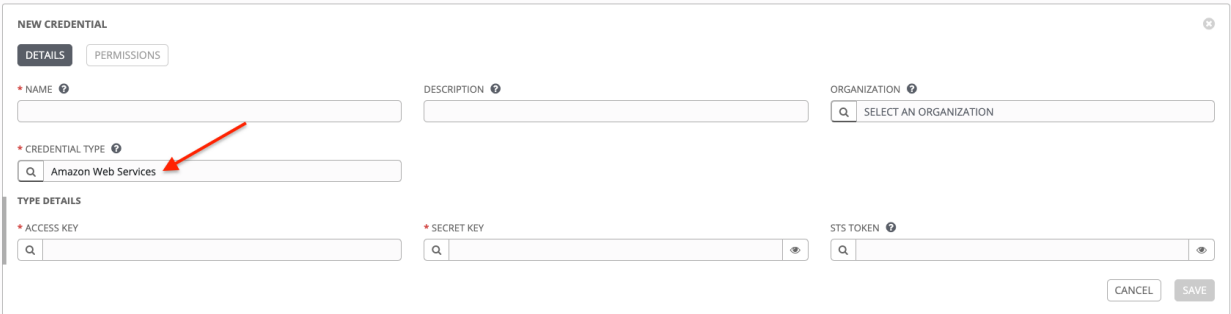 NEW CREDENTIAL
DETAILS PERMISSIONS
* NAME ? DESCRIPTION ? ORGANIZATION ?
SELECT AN ORGANIZATION
* CREDENTIAL TYPE ?
Amazon Web Services
TYPE DETAILS
* ACCESS KEY * SECRET KEY STS TOKEN ?
CANCEL SAVE